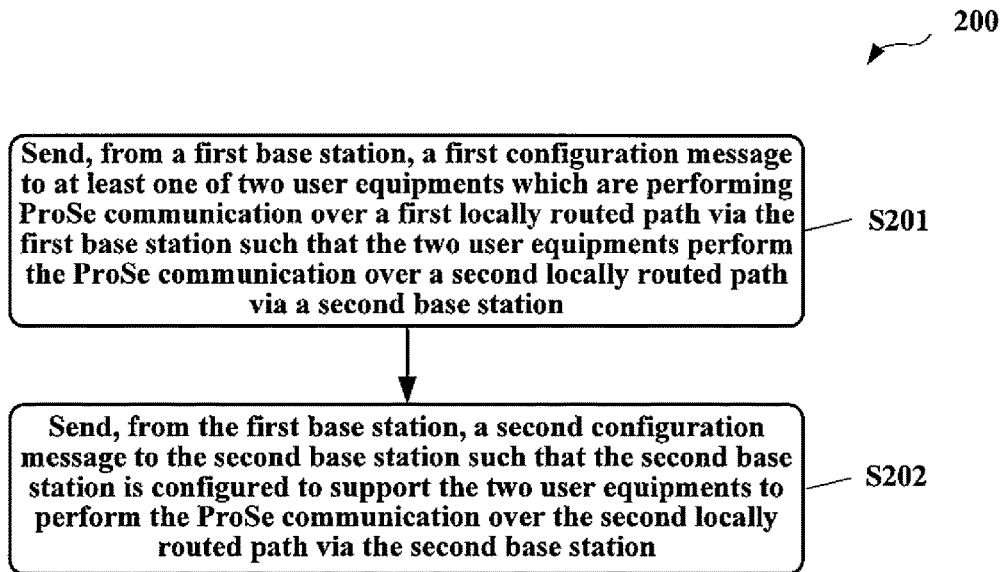 200
Send, from a first base station, a first configuration message
to at least one of two user equipments which are performing
ProSe communication over a first locally routed path via the
first base station such that the two user equipments perform
the ProSe communication over a second locally routed path
via a second base station
S201
Send, from the first base station, a second configuration
message to the second base station such that the second base
station is configured to support the two user equipments to
perform the ProSe communication over the second locally
routed path via the second base station
S202